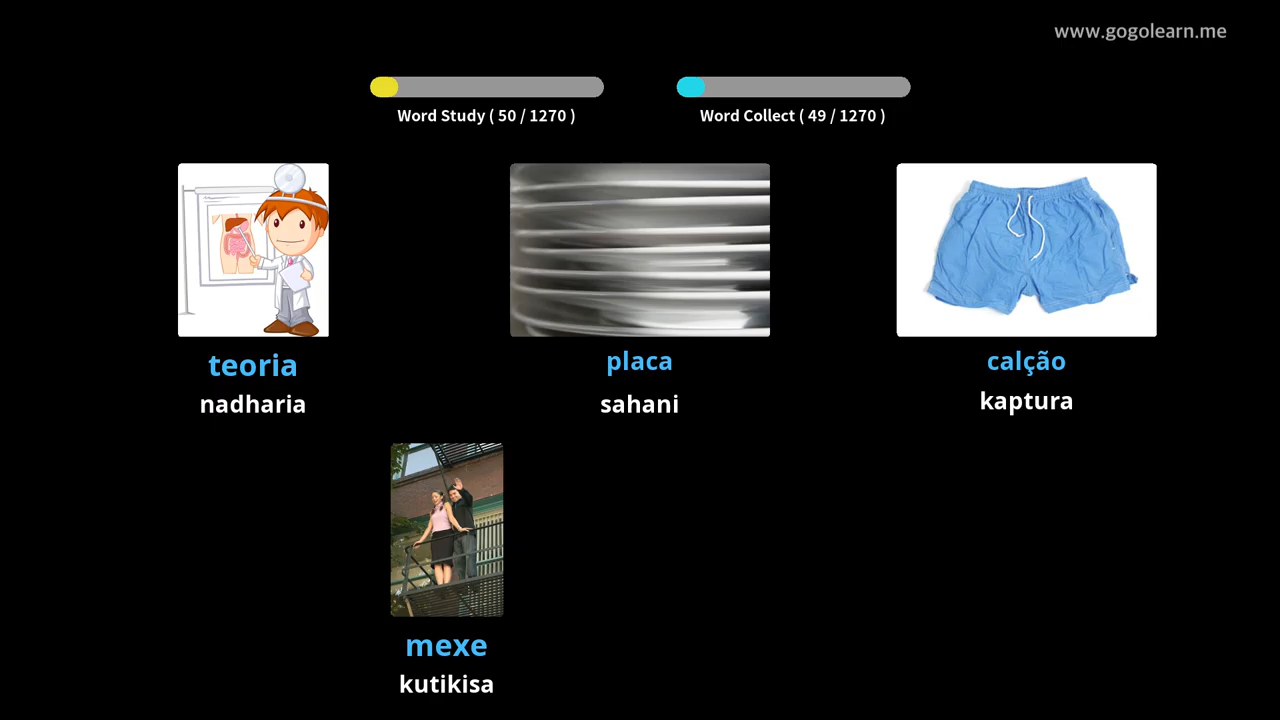 www.gogolearn.me
Word Study ( 50 / 1270 )
Word Collect ( 49 / 1270 )
teoria
nadharia
placa
sahani
calção
kaptura
mexe
kutikisa